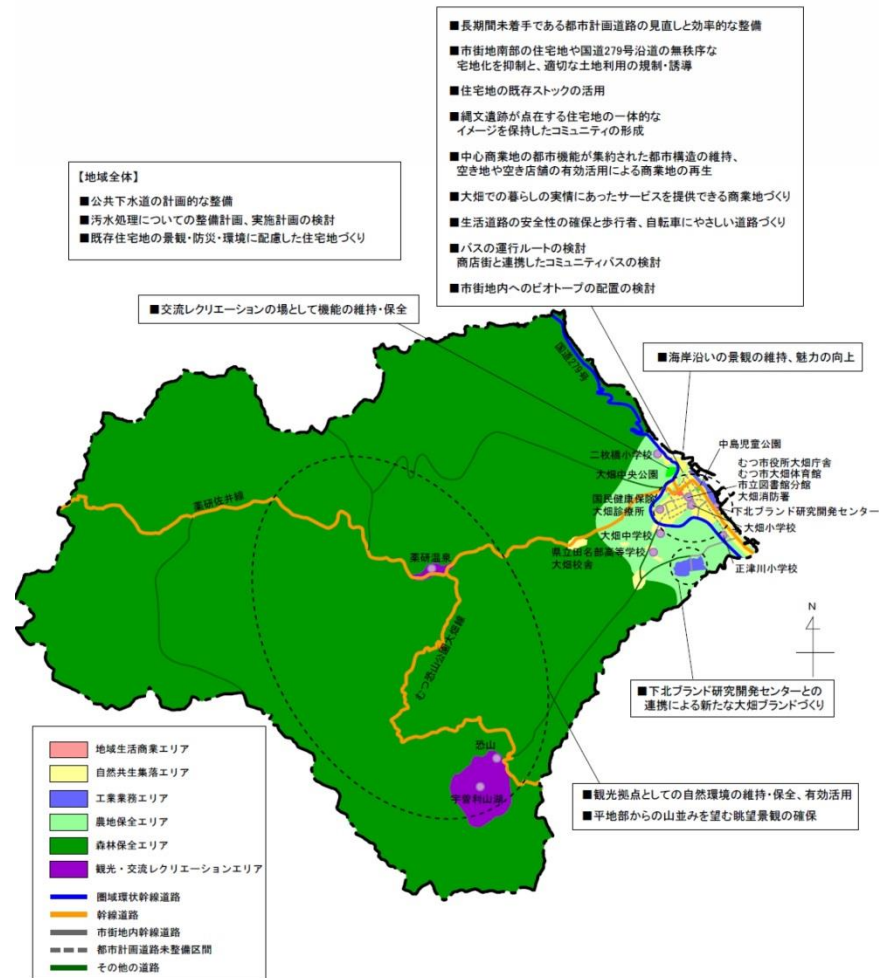 ■長期間未着手である都市計画道路の見直しと効率的な整備
■市街地南部の住宅地や国道279号沿道の無秩序な
宅地化を抑制と、適切な土地利用の規制・誘導
■住宅地の既存ストックの活用
■縄文遺跡が点在する住宅地の一体的な
イメージを保持したコミュニティの形成
■中心商業地の都市機能が集約された都市構造の維持、
空き地や空き店舗の有効活用による商業地の再生
■大畑での暮らしの実情にあったサービスを提供できる商業地づくり
■生活道路の安全性の確保と歩行者、自転車にやさしい道路づくり
■バスの運行ルートの検討
商店街と連携したコミュニティバスの検討
■市街地内へのビオトープの配置の検討
【地域全体】
■公共下水道の計画的な整備
■汚水処理についての整備計画、実施計画の検討
■既存住宅地の景観・防災・環境に配慮した住宅地づくり
■交流レクリエーションの場として機能の維持・保全
■海岸沿いの景観の維持、魅力の向上
国道279号
中島児童公園
二枚橋小学校
むつ市役所大畑庁舎
むつ市大畑体育館
大畑中央公園
市立図書館分館
大畑消防署
国民健康保険
大畑診療所
下北ブランド研究開発センター
大畑小学校
大畑中学校
県立田名部高等学校
大畑校舎
正津川小学校
薬研佐井線
薬研温泉
むつ恐山公園大畑線
N
■下北ブランド研究開発センターとの
連携による新たな大畑ブランドづくり
恐山
宇曽利山湖
■観光拠点としての自然環境の維持・保全、有効活用
■平地部からの山並みを望む眺望景観の確保
地域生活商業エリア
自然共生集落エリア
工業業務エリア
農地保全エリア
森林保全エリア
観光・交流レクリエーションエリア
圏域環状幹線道路
幹線道路
市街地内幹線道路
都市計画道路未整備区間
その他の道路